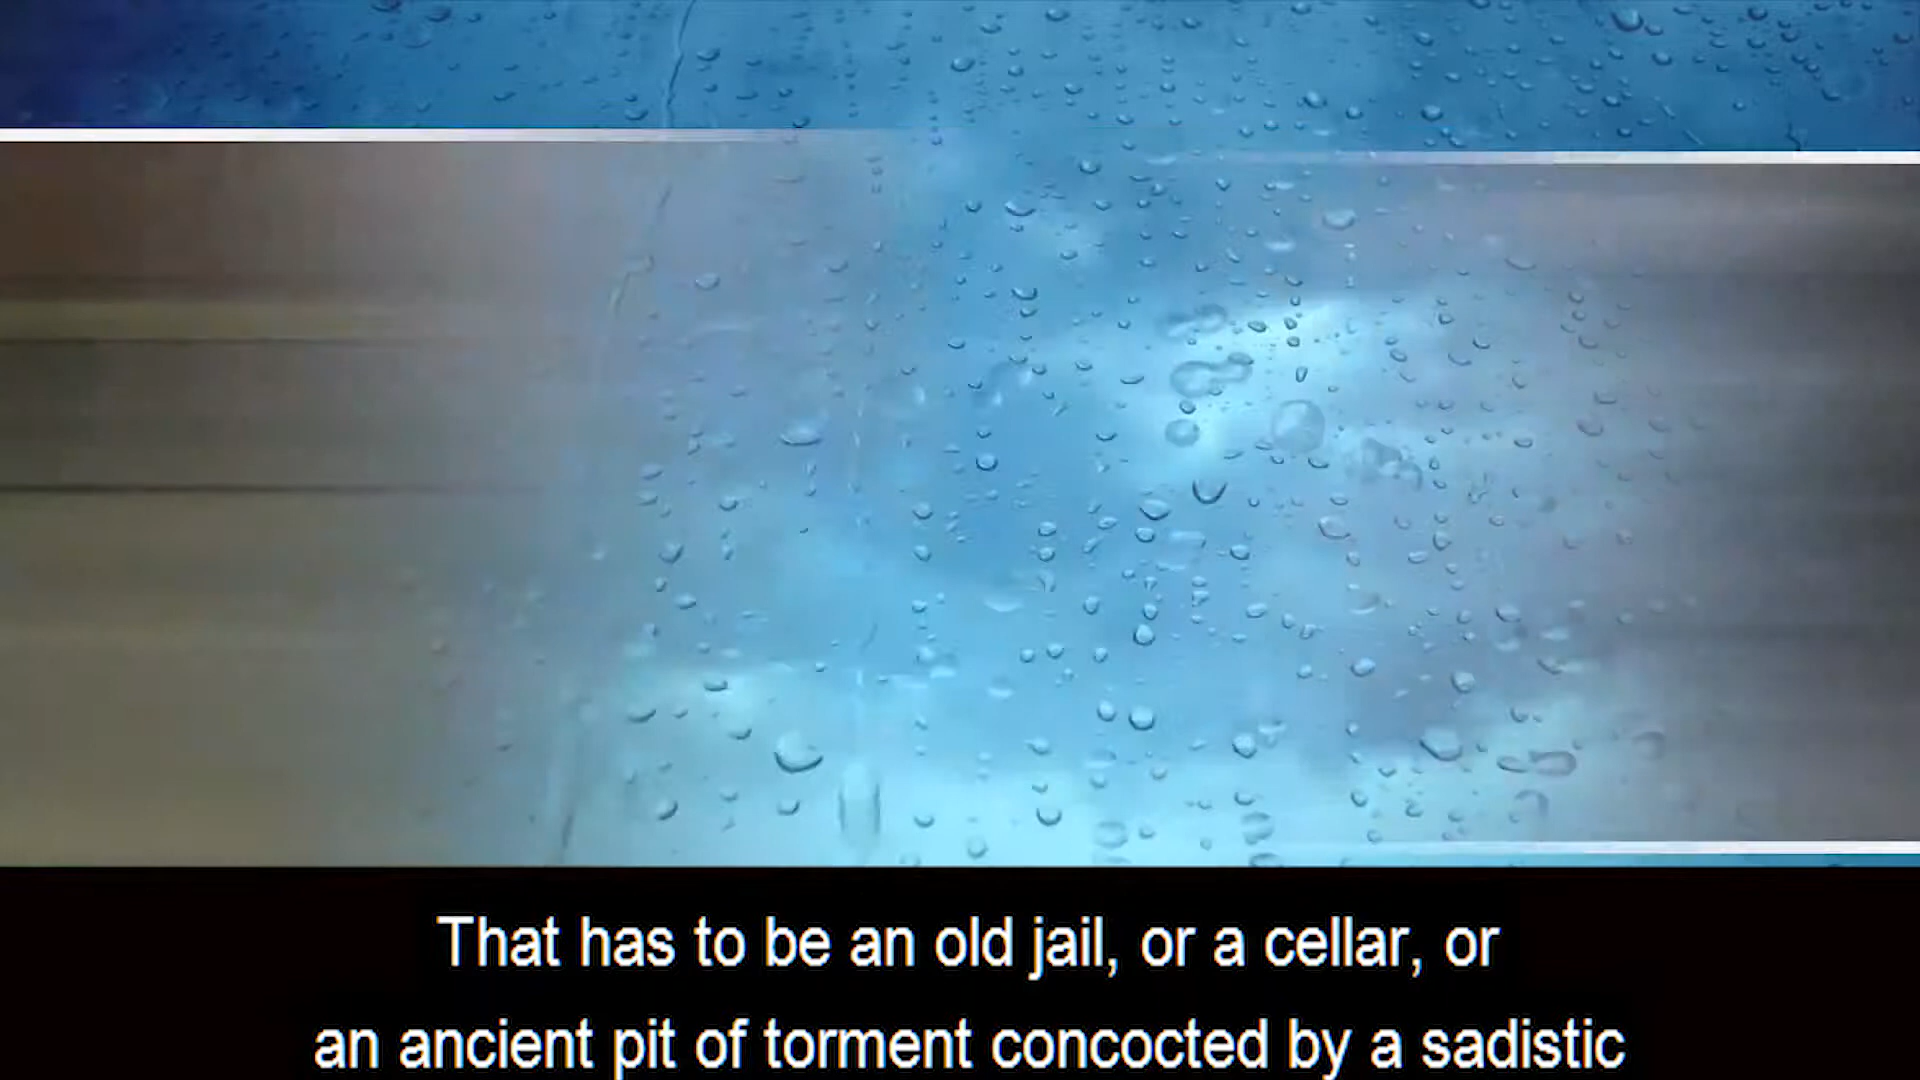 That has to be an old jail, or a cellar, or
an ancient pit of torment concocted by a sadistic